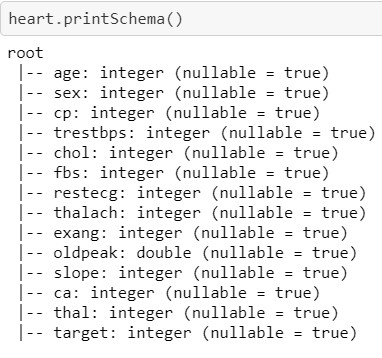 heart.printSchema()
root
|-- age: integer (nullable = true)
|-- sex: integer (nullable = true)
|-- cp: integer (nullable = true)
|-- trestbps: integer (nullable = true)
|-- chol: integer (nullable = true)
|-- fbs: integer (nullable = true)
|-- restecg: integer (nullable = true)
|-- thalach: integer (nullable = true)
|-- exang: integer (nullable = true)
|-- oldpeak: double (nullable = true)
|-- slope: integer (nullable = true)
|-- ca: integer (nullable = true)
|-- thal: integer (nullable = true)
|-- target: integer (nullable = true)